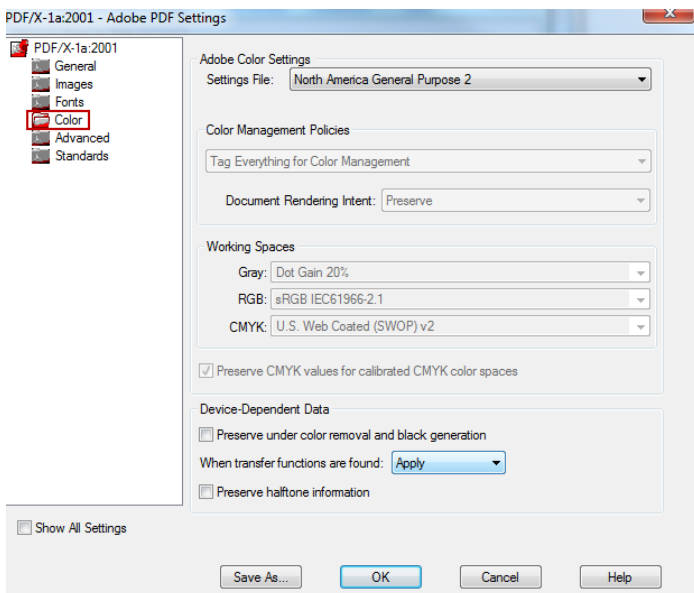 PDF/X-1a:2001 - Adobe PDF Settings
PDF/X-1a:2001
General
Images
Fonts
Color
Advanced
Standards
Adobe Color Settings
Settings File: North America General Purpose 2
Color Management Policies
Tag Everything for Color Management
Document Rendering Intent: Preserve
Working Spaces
Gray: Dot Gain 20%
RGB: sRGB IEC61966-2.1
CMYK: U.S. Web Coated (SWOP) v2
Preserve CMYK values for calibrated CMYK color spaces
Device-Dependent Data
Preserve under color removal and black generation
When transfer functions are found: Apply
Preserve halftone information
Show All Settings
Save As... OK Cancel Help